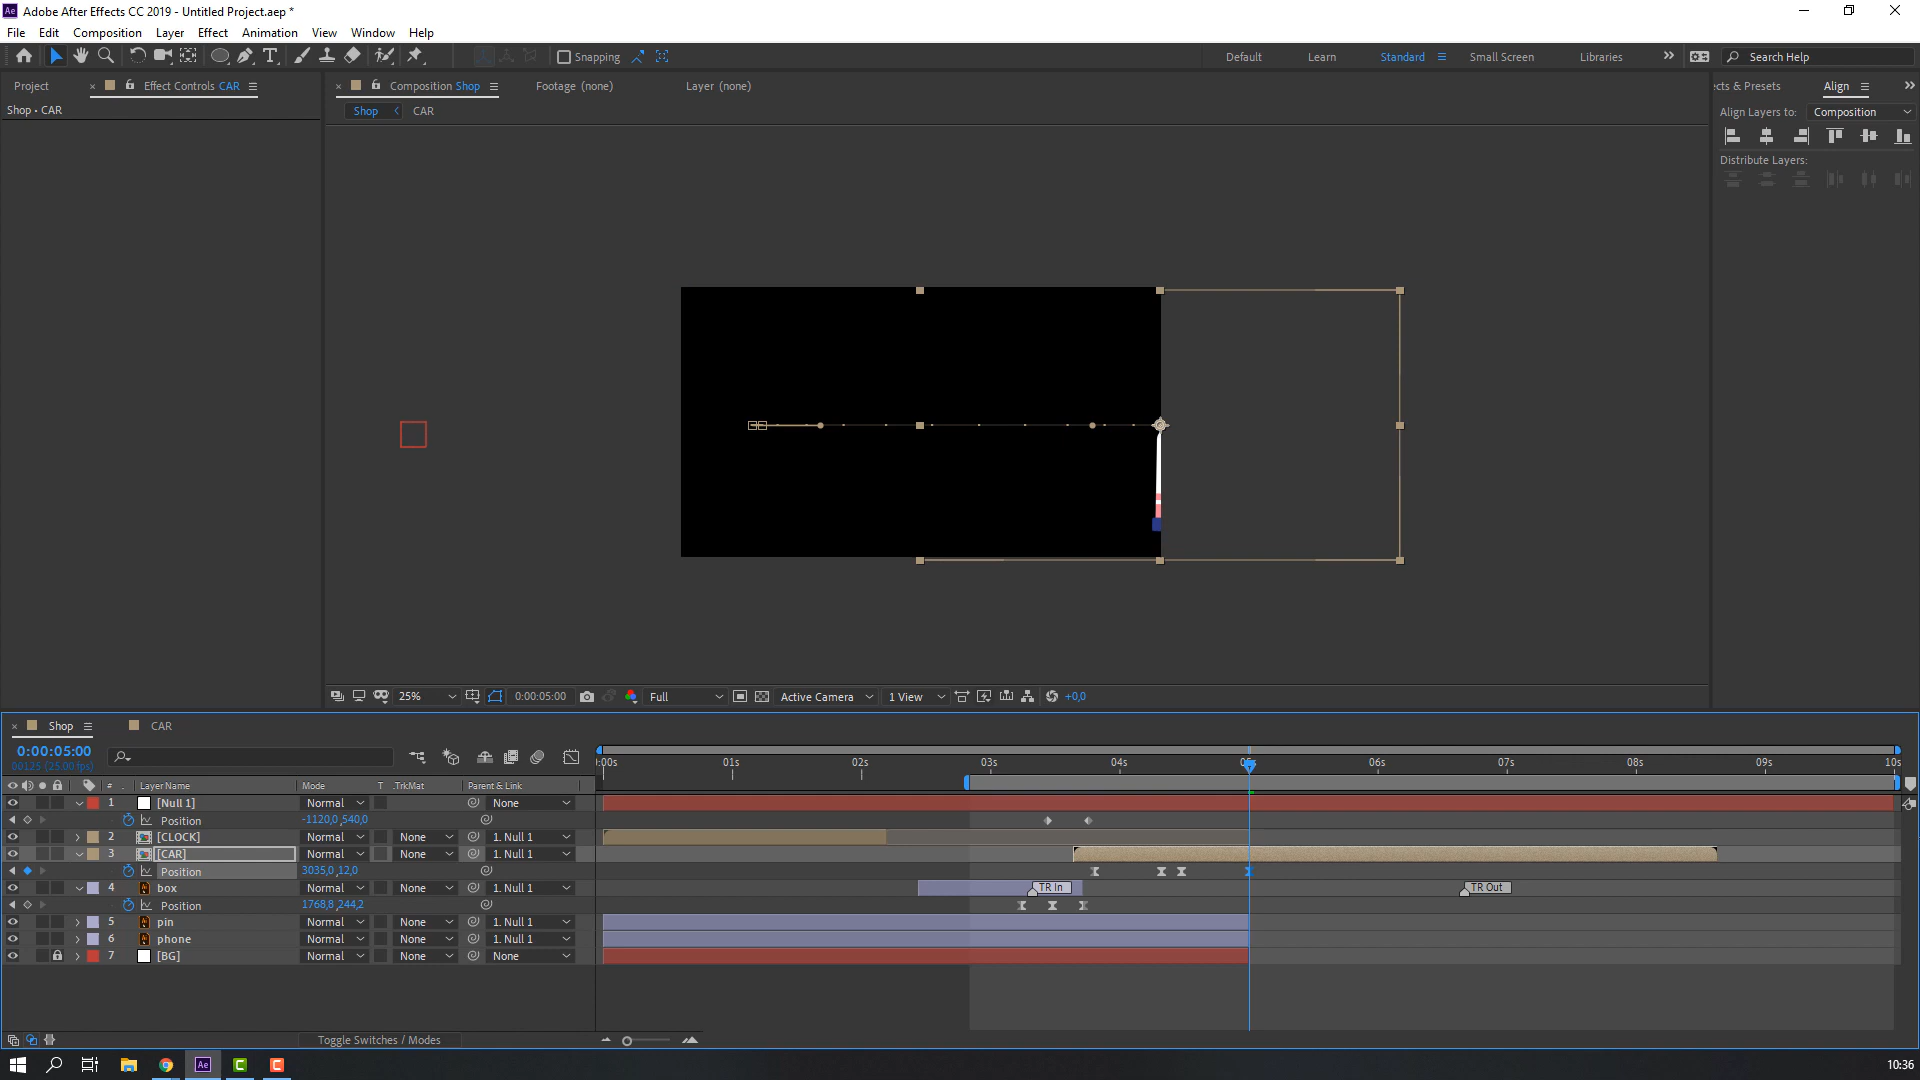 Adobe After Effects CC 2019 - Untitled Project.aep *
File Edit Composition Layer Effect Animation View Window Help
Snapping Default Learn Standard Small Screen Libraries Search Help
Project Effect Controls CAR Composition Shop Footage (none) Layer (none) cts & Presets Align
Shop • CAR Shop CAR Align Layers to: Composition
Distribute Layers:
25% 0:00:05:00 Full Active Camera 1 View +0,0
Shop CAR
0:00:05:00
00125 (25.00 fps)
:00s 01s 02s 03s 04s 05s 06s 07s 08s 09s 10s
# Layer Name Mode T .TrkMat Parent & Link
1 [Null 1] Normal None
Position -1120,0,540,0
2 [CLOCK] Normal None 1. Null 1
3 [CAR] Normal None 1. Null 1
Position 3035,0,12,0
4 box Normal None 1. Null 1 TR In TR Out
Position 1768,8,244,2
5 pin Normal None 1. Null 1
6 phone Normal None 1. Null 1
7 [BG] Normal None None
Toggle Switches / Modes
10:36